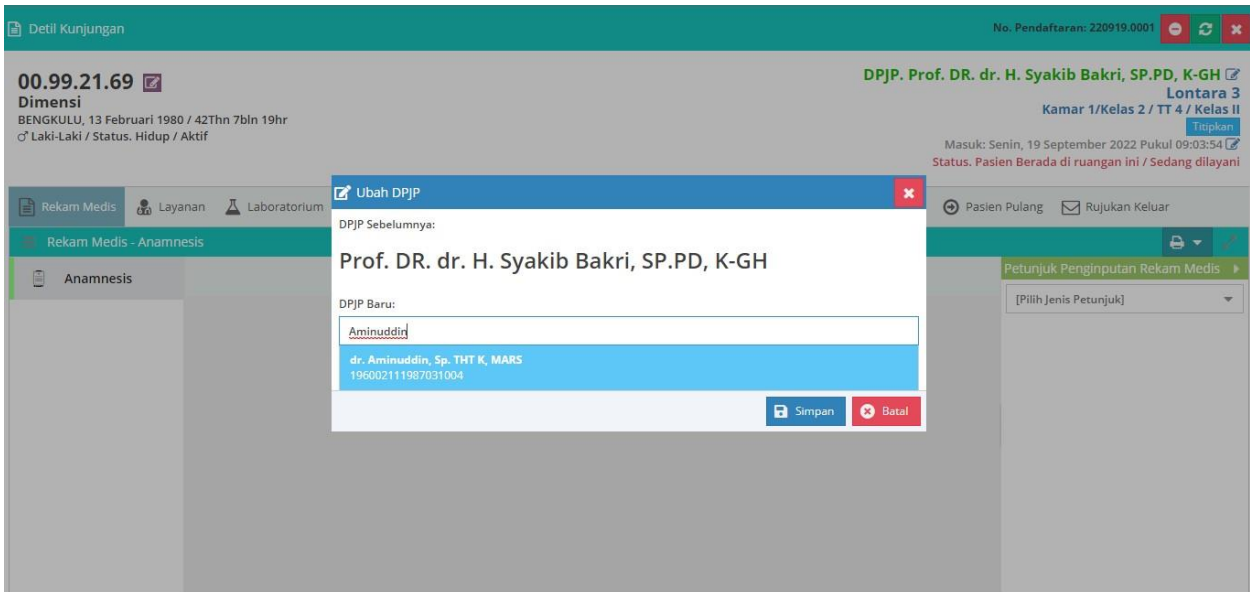 Detil Kunjungan
No. Pendaftaran: 220919.0001
00.99.21.69
Dimensi
BENGKULU, 13 Februari 1980 / 42Thn 7bln 19hr
♂ Laki-Laki / Status. Hidup / Aktif
DPJP. Prof. DR. dr. H. Syakib Bakri, SP.PD, K-GH
Lontara 3
Kamar 1/Kelas 2 / TT 4 / Kelas II
Titipkan
Masuk: Senin, 19 September 2022 Pukul 09:03:54
Status. Pasien Berada di ruangan ini / Sedang dilayani
Rekam Medis Layanan Laboratorium Pasien Pulang Rujukan Keluar
Rekam Medis - Anamnesis
Anamnesis
Ubah DPJP
DPJP Sebelumnya:
Prof. DR. dr. H. Syakib Bakri, SP.PD, K-GH
DPJP Baru:
Aminuddin
dr. Aminuddin, Sp. THT K, MARS
196002111987031004
Simpan Batal
Petunjuk Penginputan Rekam Medis
[Pilih Jenis Petunjuk]